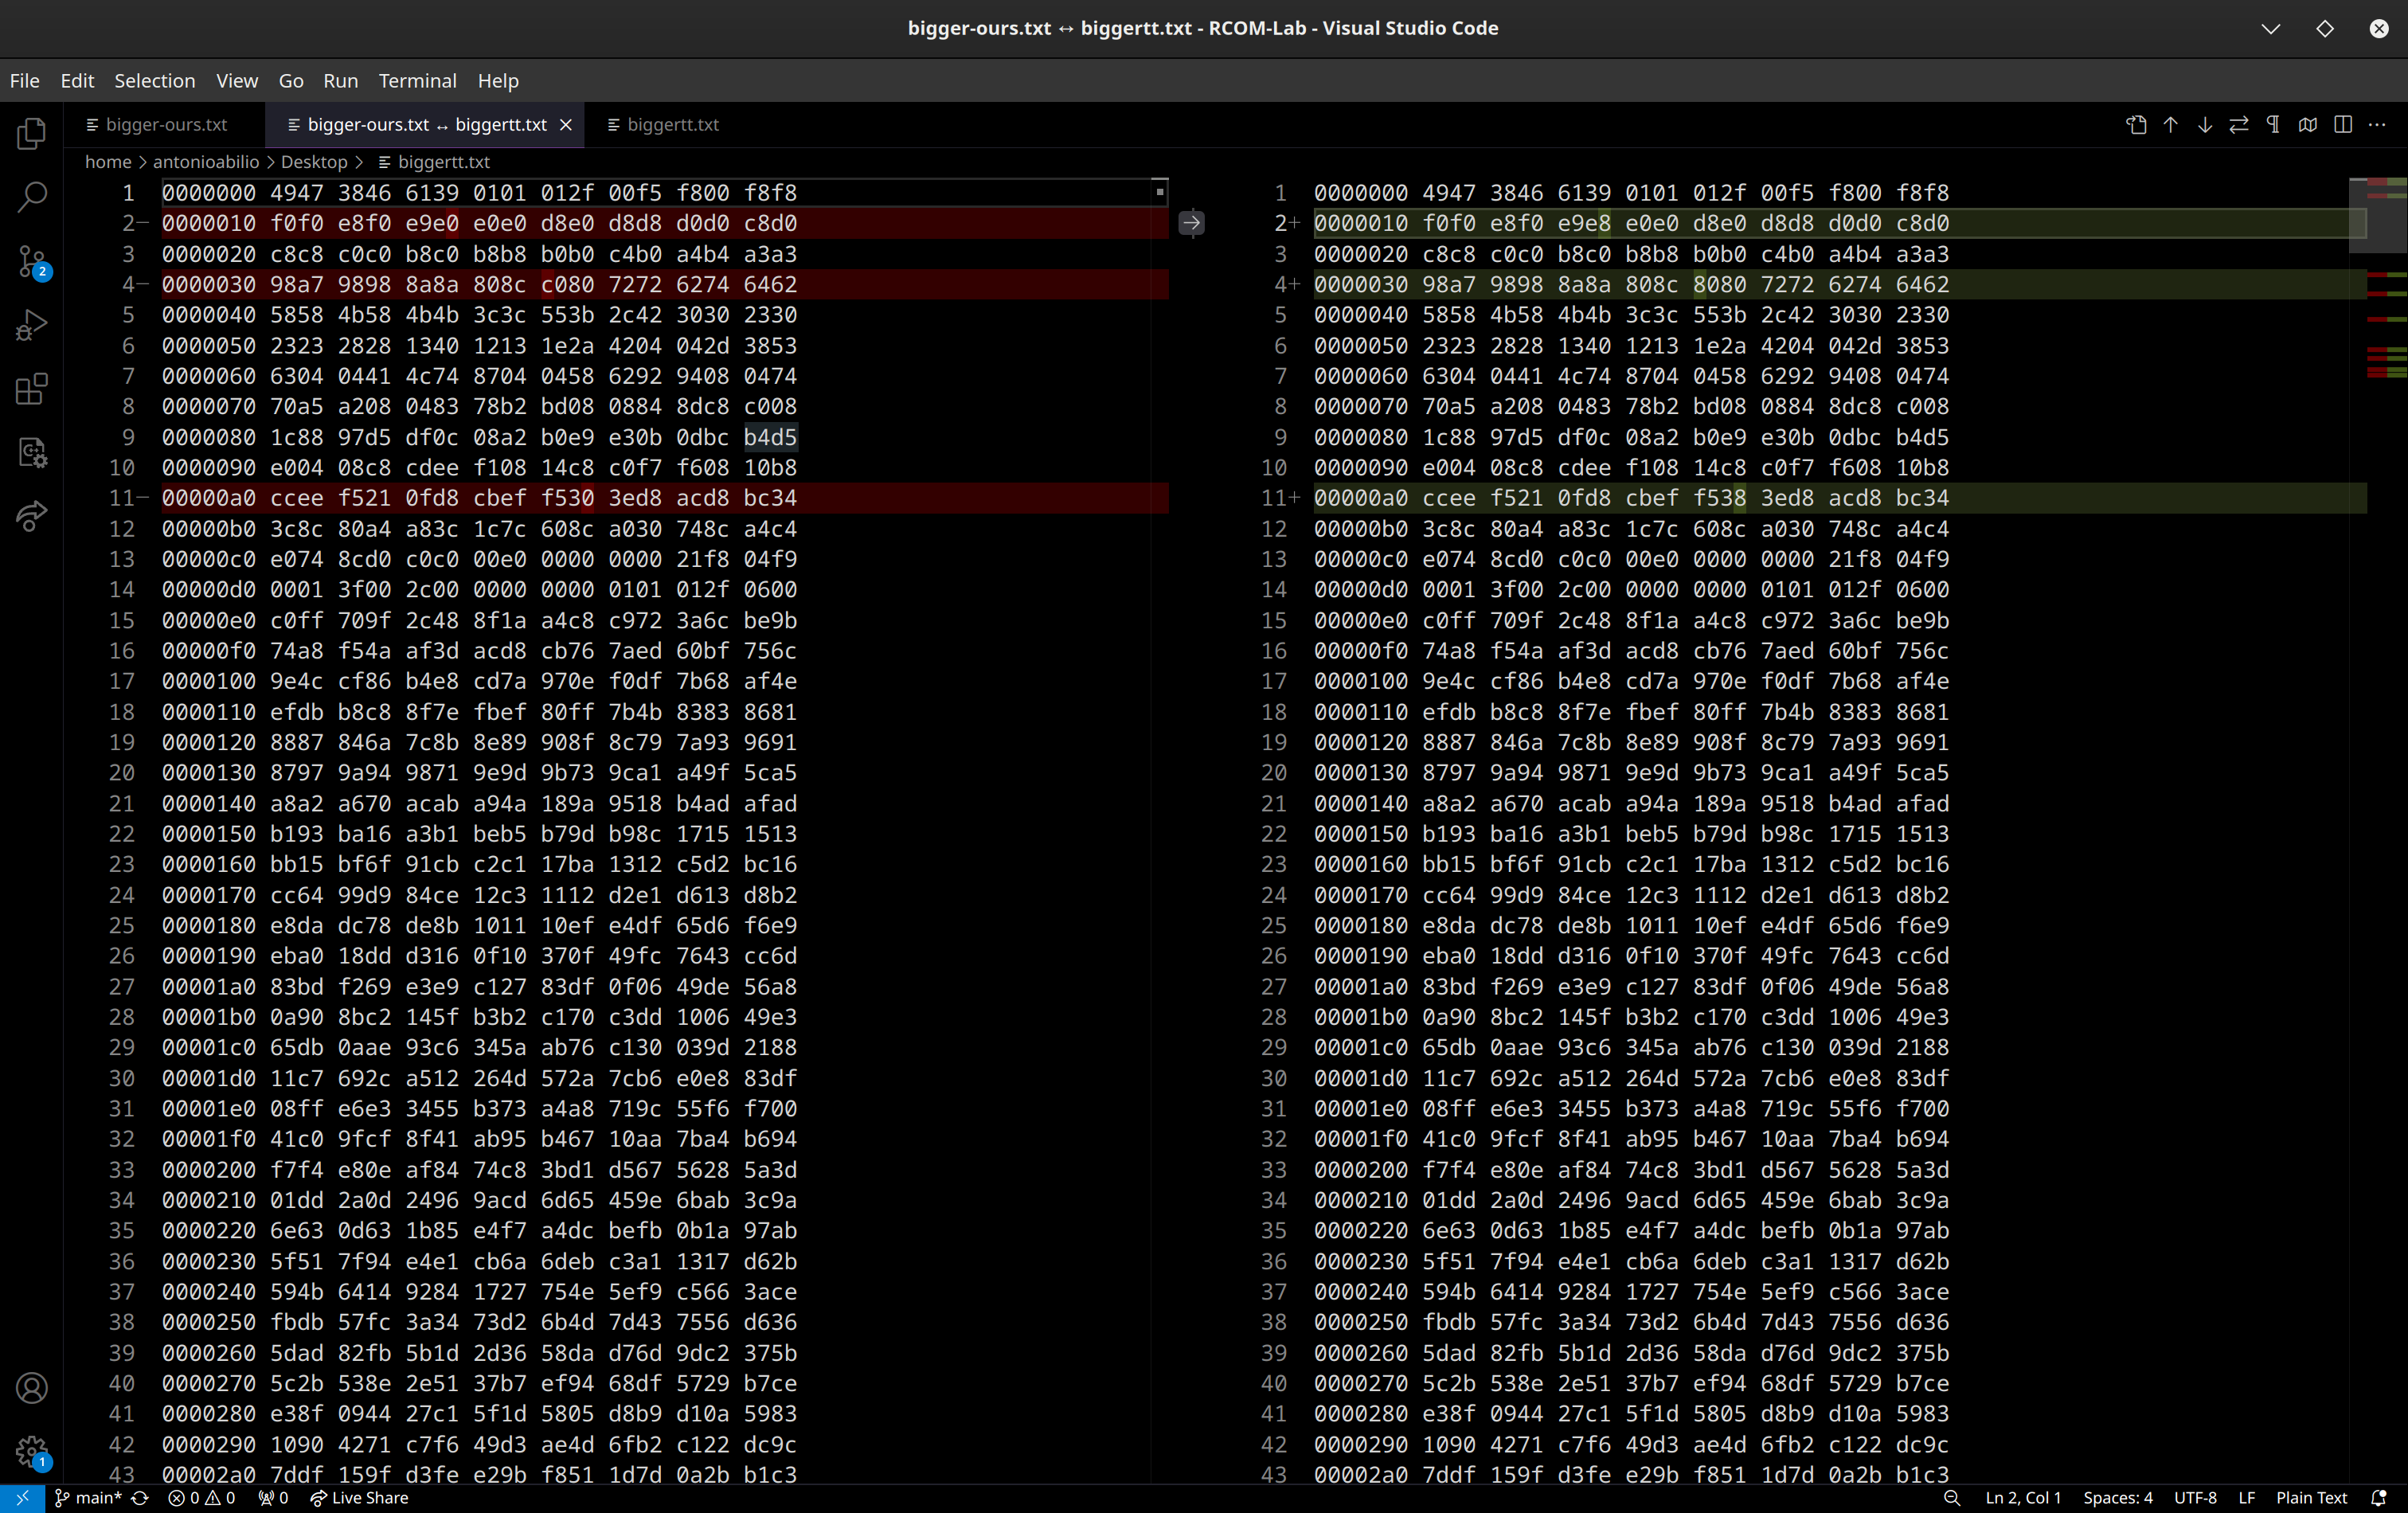 bigger-ours.txt ↔ biggertt.txt - RCOM-Lab - Visual Studio Code
File Edit Selection View Go Run Terminal Help
bigger-ours.txt bigger-ours.txt ↔ biggertt.txt biggertt.txt
home > antonioabilio > Desktop > biggertt.txt
1 0000000 4947 3846 6139 0101 012f 00f5 f800 f8f8
2− 0000010 f0f0 e8f0 e9e0 e0e0 d8e0 d8d8 d0d0 c8d0
3 0000020 c8c8 c0c0 b8c0 b8b8 b0b0 c4b0 a4b4 a3a3
4− 0000030 98a7 9898 8a8a 808c c080 7272 6274 6462
5 0000040 5858 4b58 4b4b 3c3c 553b 2c42 3030 2330
6 0000050 2323 2828 1340 1213 1e2a 4204 042d 3853
7 0000060 6304 0441 4c74 8704 0458 6292 9408 0474
8 0000070 70a5 a208 0483 78b2 bd08 0884 8dc8 c008
9 0000080 1c88 97d5 df0c 08a2 b0e9 e30b 0dbc b4d5
10 0000090 e004 08c8 cdee f108 14c8 c0f7 f608 10b8
11− 00000a0 ccee f521 0fd8 cbef f530 3ed8 acd8 bc34
12 00000b0 3c8c 80a4 a83c 1c7c 608c a030 748c a4c4
13 00000c0 e074 8cd0 c0c0 00e0 0000 0000 21f8 04f9
14 00000d0 0001 3f00 2c00 0000 0000 0101 012f 0600
15 00000e0 c0ff 709f 2c48 8f1a a4c8 c972 3a6c be9b
16 00000f0 74a8 f54a af3d acd8 cb76 7aed 60bf 756c
17 0000100 9e4c cf86 b4e8 cd7a 970e f0df 7b68 af4e
18 0000110 efdb b8c8 8f7e fbef 80ff 7b4b 8383 8681
19 0000120 8887 846a 7c8b 8e89 908f 8c79 7a93 9691
20 0000130 8797 9a94 9871 9e9d 9b73 9ca1 a49f 5ca5
21 0000140 a8a2 a670 acab a94a 189a 9518 b4ad afad
22 0000150 b193 ba16 a3b1 beb5 b79d b98c 1715 1513
23 0000160 bb15 bf6f 91cb c2c1 17ba 1312 c5d2 bc16
24 0000170 cc64 99d9 84ce 12c3 1112 d2e1 d613 d8b2
25 0000180 e8da dc78 de8b 1011 10ef e4df 65d6 f6e9
26 0000190 eba0 18dd d316 0f10 370f 49fc 7643 cc6d
27 00001a0 83bd f269 e3e9 c127 83df 0f06 49de 56a8
28 00001b0 0a90 8bc2 145f b3b2 c170 c3dd 1006 49e3
29 00001c0 65db 0aae 93c6 345a ab76 c130 039d 2188
30 00001d0 11c7 692c a512 264d 572a 7cb6 e0e8 83df
31 00001e0 08ff e6e3 3455 b373 a4a8 719c 55f6 f700
32 00001f0 41c0 9fcf 8f41 ab95 b467 10aa 7ba4 b694
33 0000200 f7f4 e80e af84 74c8 3bd1 d567 5628 5a3d
34 0000210 01dd 2a0d 2496 9acd 6d65 459e 6bab 3c9a
35 0000220 6e63 0d63 1b85 e4f7 a4dc befb 0b1a 97ab
36 0000230 5f51 7f94 e4e1 cb6a 6deb c3a1 1317 d62b
37 0000240 594b 6414 9284 1727 754e 5ef9 c566 3ace
38 0000250 fbdb 57fc 3a34 73d2 6b4d 7d43 7556 d636
39 0000260 5dad 82fb 5b1d 2d36 58da d76d 9dc2 375b
40 0000270 5c2b 538e 2e51 37b7 ef94 68df 5729 b7ce
41 0000280 e38f 0944 27c1 5f1d 5805 d8b9 d10a 5983
42 0000290 1090 4271 c7f6 49d3 ae4d 6fb2 c122 dc9c
43 00002a0 7ddf 159f d3fe e29b f851 1d7d 0a2b b1c3
1 0000000 4947 3846 6139 0101 012f 00f5 f800 f8f8
2+ 0000010 f0f0 e8f0 e9e8 e0e0 d8e0 d8d8 d0d0 c8d0
3 0000020 c8c8 c0c0 b8c0 b8b8 b0b0 c4b0 a4b4 a3a3
4+ 0000030 98a7 9898 8a8a 808c 8080 7272 6274 6462
5 0000040 5858 4b58 4b4b 3c3c 553b 2c42 3030 2330
6 0000050 2323 2828 1340 1213 1e2a 4204 042d 3853
7 0000060 6304 0441 4c74 8704 0458 6292 9408 0474
8 0000070 70a5 a208 0483 78b2 bd08 0884 8dc8 c008
9 0000080 1c88 97d5 df0c 08a2 b0e9 e30b 0dbc b4d5
10 0000090 e004 08c8 cdee f108 14c8 c0f7 f608 10b8
11+ 00000a0 ccee f521 0fd8 cbef f538 3ed8 acd8 bc34
12 00000b0 3c8c 80a4 a83c 1c7c 608c a030 748c a4c4
13 00000c0 e074 8cd0 c0c0 00e0 0000 0000 21f8 04f9
14 00000d0 0001 3f00 2c00 0000 0000 0101 012f 0600
15 00000e0 c0ff 709f 2c48 8f1a a4c8 c972 3a6c be9b
16 00000f0 74a8 f54a af3d acd8 cb76 7aed 60bf 756c
17 0000100 9e4c cf86 b4e8 cd7a 970e f0df 7b68 af4e
18 0000110 efdb b8c8 8f7e fbef 80ff 7b4b 8383 8681
19 0000120 8887 846a 7c8b 8e89 908f 8c79 7a93 9691
20 0000130 8797 9a94 9871 9e9d 9b73 9ca1 a49f 5ca5
21 0000140 a8a2 a670 acab a94a 189a 9518 b4ad afad
22 0000150 b193 ba16 a3b1 beb5 b79d b98c 1715 1513
23 0000160 bb15 bf6f 91cb c2c1 17ba 1312 c5d2 bc16
24 0000170 cc64 99d9 84ce 12c3 1112 d2e1 d613 d8b2
25 0000180 e8da dc78 de8b 1011 10ef e4df 65d6 f6e9
26 0000190 eba0 18dd d316 0f10 370f 49fc 7643 cc6d
27 00001a0 83bd f269 e3e9 c127 83df 0f06 49de 56a8
28 00001b0 0a90 8bc2 145f b3b2 c170 c3dd 1006 49e3
29 00001c0 65db 0aae 93c6 345a ab76 c130 039d 2188
30 00001d0 11c7 692c a512 264d 572a 7cb6 e0e8 83df
31 00001e0 08ff e6e3 3455 b373 a4a8 719c 55f6 f700
32 00001f0 41c0 9fcf 8f41 ab95 b467 10aa 7ba4 b694
33 0000200 f7f4 e80e af84 74c8 3bd1 d567 5628 5a3d
34 0000210 01dd 2a0d 2496 9acd 6d65 459e 6bab 3c9a
35 0000220 6e63 0d63 1b85 e4f7 a4dc befb 0b1a 97ab
36 0000230 5f51 7f94 e4e1 cb6a 6deb c3a1 1317 d62b
37 0000240 594b 6414 9284 1727 754e 5ef9 c566 3ace
38 0000250 fbdb 57fc 3a34 73d2 6b4d 7d43 7556 d636
39 0000260 5dad 82fb 5b1d 2d36 58da d76d 9dc2 375b
40 0000270 5c2b 538e 2e51 37b7 ef94 68df 5729 b7ce
41 0000280 e38f 0944 27c1 5f1d 5805 d8b9 d10a 5983
42 0000290 1090 4271 c7f6 49d3 ae4d 6fb2 c122 dc9c
43 00002a0 7ddf 159f d3fe e29b f851 1d7d 0a2b b1c3
2
1
main* 0 0 0 Live Share Ln 2, Col 1 Spaces: 4 UTF-8 LF Plain Text